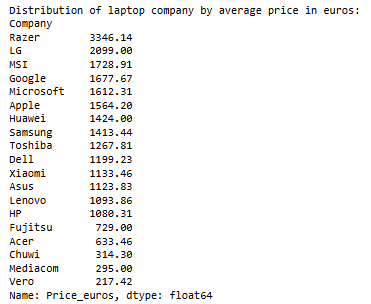 Distribution of laptop company by average price in euros:
Company
Razer 3346.14
LG 2099.00
MSI 1728.91
Google 1677.67
Microsoft 1612.31
Apple 1564.20
Huawei 1424.00
Samsung 1413.44
Toshiba 1267.81
Dell 1199.23
Xiaomi 1133.46
Asus 1123.83
Lenovo 1093.86
HP 1080.31
Fujitsu 729.00
Acer 633.46
Chuwi 314.30
Mediacom 295.00
Vero 217.42
Name: Price_euros, dtype: float64